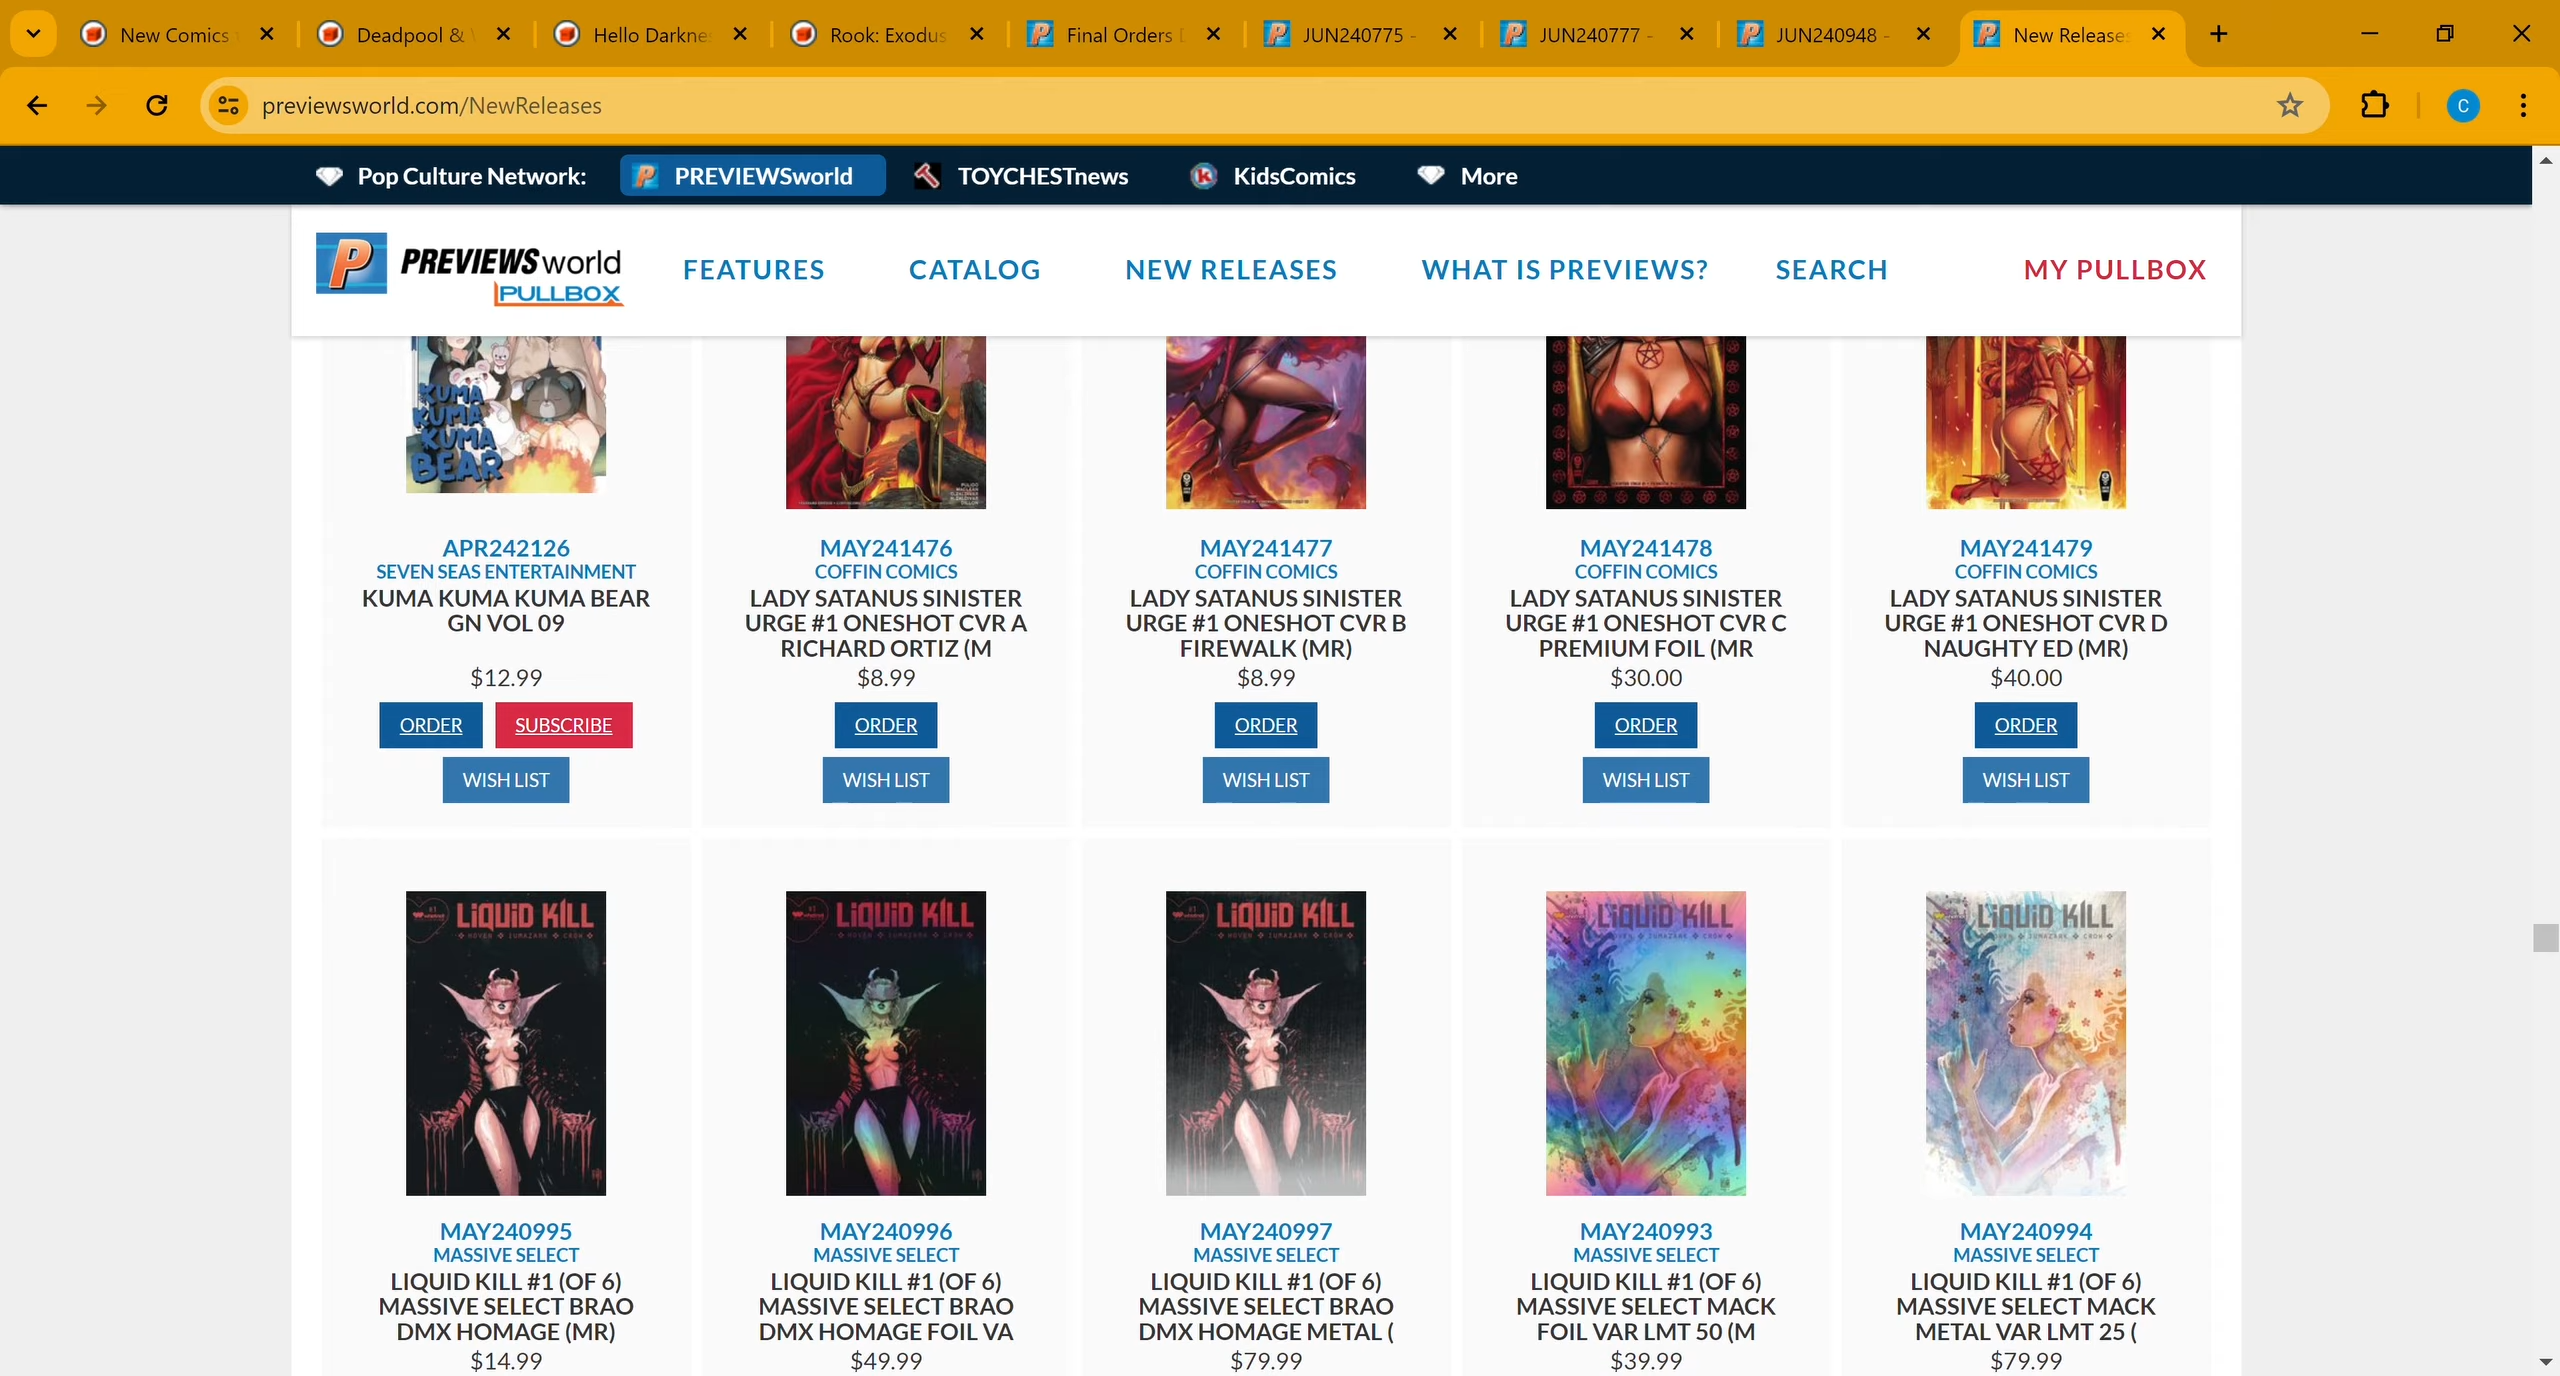 New Comics
Deadpool &
Hello Darkne
Rook: Exodus
Final Orders
JUN240775 -
JUN240777 -
JUN240948 -
New Release
previewsworld.com/NewReleases
C
Pop Culture Network:
P
PREVIEWSworld
TOYCHESTnews
K
KidsComics
More
P
PREVIEWSworld
PULLBOX
FEATURES
CATALOG
NEW RELEASES
WHAT IS PREVIEWS?
SEARCH
MY PULLBOX
KUMA
KUMA
KUMA
BEAR
APR242126
SEVEN SEAS ENTERTAINMENT
KUMA KUMA KUMA BEAR
GN VOL 09
$12.99
ORDER
SUBSCRIBE
WISH LIST
MAY241476
COFFIN COMICS
LADY SATANUS SINISTER
URGE #1 ONESHOT CVR A
RICHARD ORTIZ (M
$8.99
ORDER
WISH LIST
MAY241477
COFFIN COMICS
LADY SATANUS SINISTER
URGE #1 ONESHOT CVR B
FIREWALK (MR)
$8.99
ORDER
WISH LIST
MAY241478
COFFIN COMICS
LADY SATANUS SINISTER
URGE #1 ONESHOT CVR C
PREMIUM FOIL (MR
$30.00
ORDER
WISH LIST
MAY241479
COFFIN COMICS
LADY SATANUS SINISTER
URGE #1 ONESHOT CVR D
NAUGHTY ED (MR)
$40.00
ORDER
WISH LIST
LIQUID KILL
MAY240995
MASSIVE SELECT
LIQUID KILL #1 (OF 6)
MASSIVE SELECT BRAO
DMX HOMAGE (MR)
$14.99
LIQUID KILL
MAY240996
MASSIVE SELECT
LIQUID KILL #1 (OF 6)
MASSIVE SELECT BRAO
DMX HOMAGE FOIL VA
$49.99
LIQUID KILL
MAY240997
MASSIVE SELECT
LIQUID KILL #1 (OF 6)
MASSIVE SELECT BRAO
DMX HOMAGE METAL (
$79.99
LIQUID KILL
MAY240993
MASSIVE SELECT
LIQUID KILL #1 (OF 6)
MASSIVE SELECT MACK
FOIL VAR LMT 50 (M
$39.99
LIQUID KILL
MAY240994
MASSIVE SELECT
LIQUID KILL #1 (OF 6)
MASSIVE SELECT MACK
METAL VAR LMT 25 (
$79.99